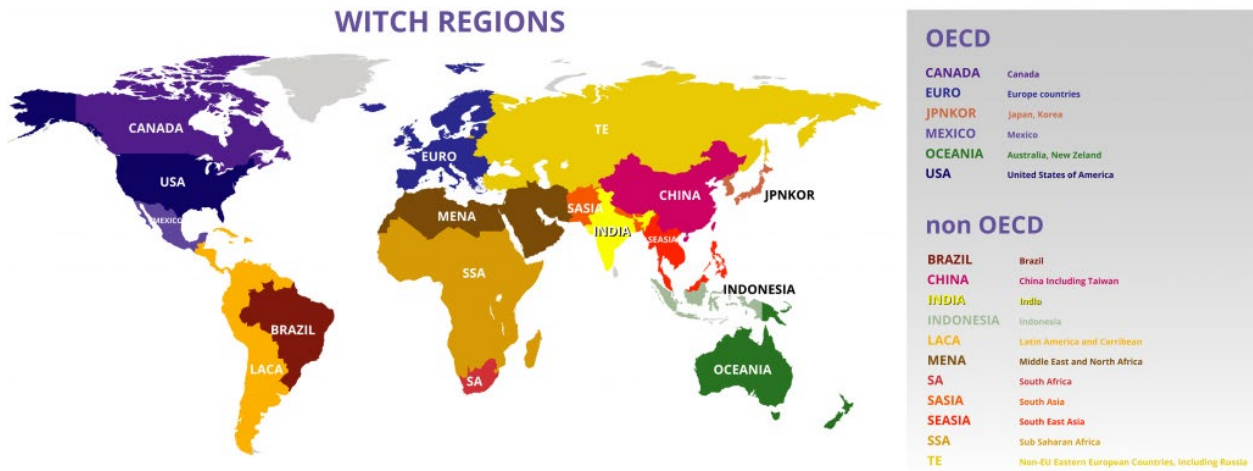 WITCH REGIONS
CANADA
USA
MEXICO
LACA
BRAZIL
EURO
MENA
SSA
SA
TE
SASIA
INDIA
CHINA
SEASIA
JPNKOR
INDONESIA
OCEANIA
OECD
CANADA Canada
EURO Europe countries
JPNKOR Japan, Korea
MEXICO Mexico
OCEANIA Australia, New Zeland
USA United States of America
non OECD
BRAZIL Brazil
CHINA China Including Taiwan
INDIA India
INDONESIA Indonesia
LACA Latin America and Carribean
MENA Middle East and North Africa
SA South Africa
SASIA South Asia
SEASIA South East Asia
SSA Sub Saharan Africa
TE Non-EU Eastern European Countries, including Russia